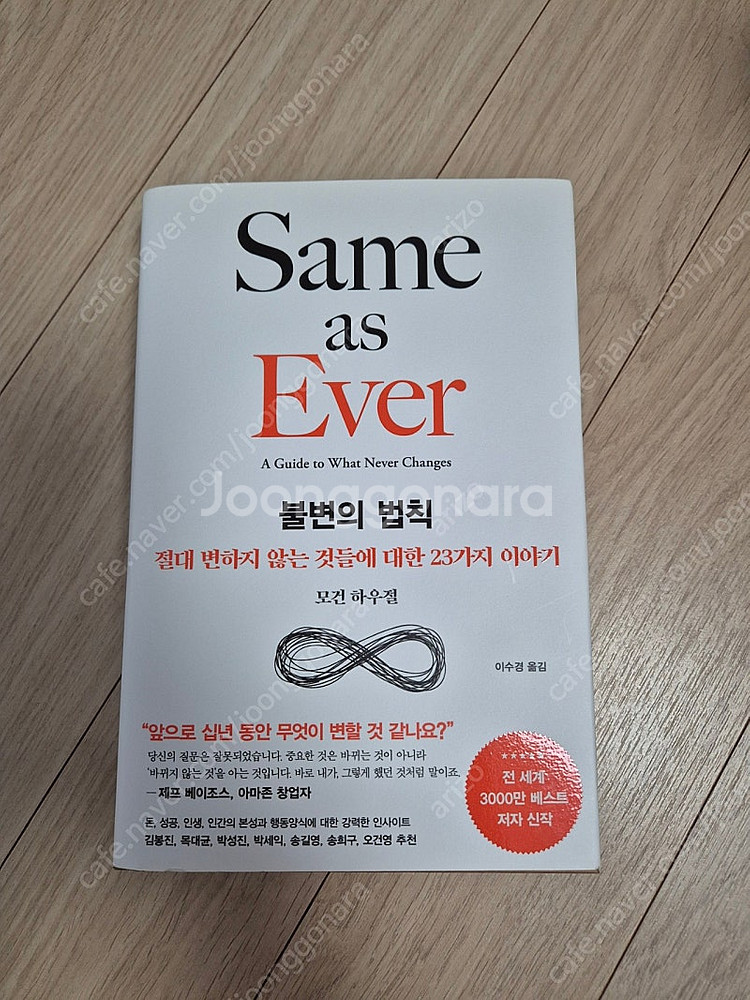 Same
as
Ever
A Guide to What Never Changes
Joonggonara
불변의 법칙
절대 변하지 않는 것들에 대한 23가지 이야기
모건 하우절
이수경 옮김
“앞으로 십년 동안 무엇이 변할 것 같나요?”
당신의 질문은 잘못되었습니다. 중요한 것은 바뀌는 것이 아니라
‘바뀌지 않는 것’을 아는 것입니다. 바로 내가, 그렇게 했던 것처럼 말이죠.
— 제프 베이조스, 아마존 창업자
돈, 성공, 인생, 인간의 본성과 행동양식에 대한 강력한 인사이트
김봉진, 목대균, 박성진, 박세익, 송길영, 송희구, 오건영 추천
전 세계
3000만 베스트
저자 신작
cafe.naver.com/joonggonara
arizo